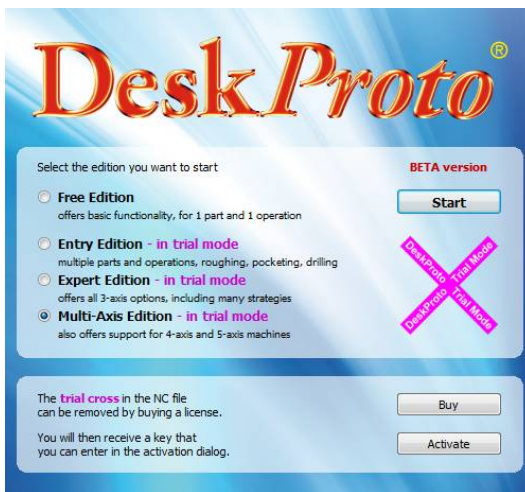 DeskProto®
Select the edition you want to start
BETA version
Free Edition
offers basic functionality, for 1 part and 1 operation
Start
Entry Edition - in trial mode
multiple parts and operations, roughing, pocketing, drilling
Expert Edition - in trial mode
offers all 3-axis options, including many strategies
Multi-Axis Edition - in trial mode
also offers support for 4-axis and 5-axis machines
DeskProto Trial Mode
DeskProto Trial Mode
The trial cross in the NC file
can be removed by buying a license.
Buy
You will then receive a key that
you can enter in the activation dialog.
Activate